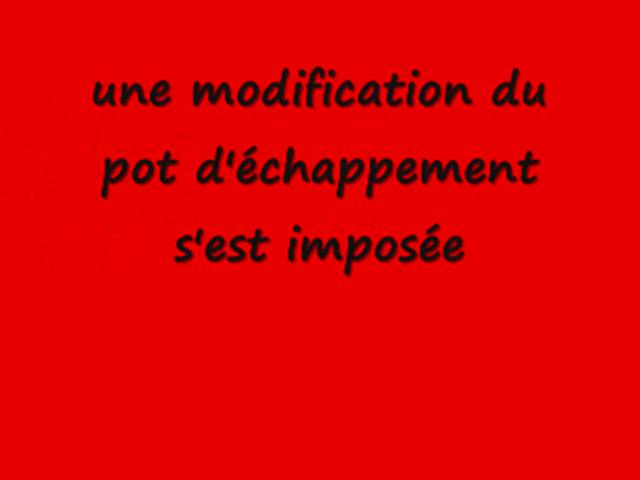 une modification du
pot d'échappement
s'est imposée